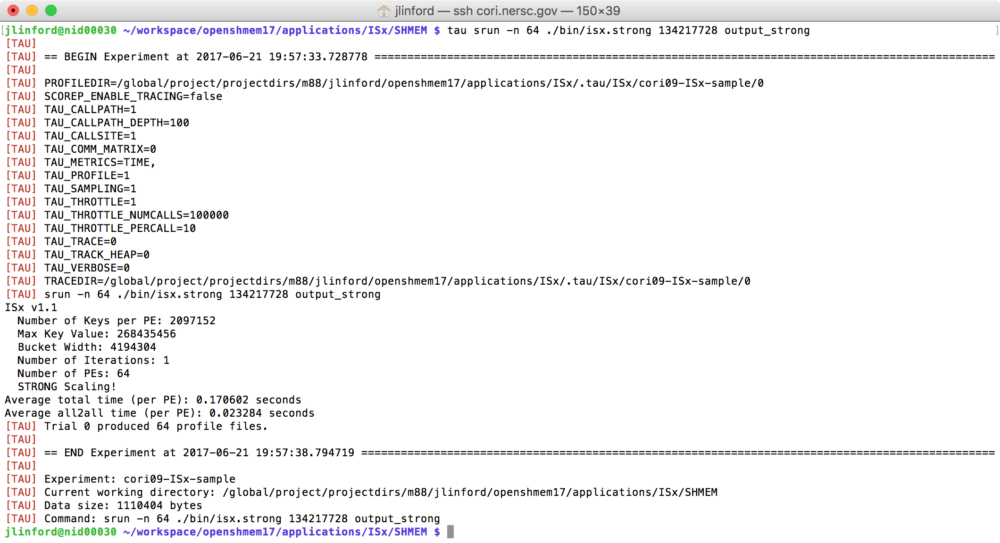 jlinford — ssh cori.nersc.gov — 150×39
[jlinford@nid00030 ~/workspace/openshmem17/applications/ISx/SHMEM $ tau srun -n 64 ./bin/isx.strong 134217728 output_strong ]
[TAU]
[TAU] == BEGIN Experiment at 2017-06-21 19:57:33.728778 ==============================================================================================
[TAU]
[TAU] PROFILEDIR=/global/project/projectdirs/m88/jlinford/openshmem17/applications/ISx/.tau/ISx/cori09-ISx-sample/0
[TAU] SCOREP_ENABLE_TRACING=false
[TAU] TAU_CALLPATH=1
[TAU] TAU_CALLPATH_DEPTH=100
[TAU] TAU_CALLSITE=1
[TAU] TAU_COMM_MATRIX=0
[TAU] TAU_METRICS=TIME,
[TAU] TAU_PROFILE=1
[TAU] TAU_SAMPLING=1
[TAU] TAU_THROTTLE=1
[TAU] TAU_THROTTLE_NUMCALLS=100000
[TAU] TAU_THROTTLE_PERCALL=10
[TAU] TAU_TRACE=0
[TAU] TAU_TRACK_HEAP=0
[TAU] TAU_VERBOSE=0
[TAU] TRACEDIR=/global/project/projectdirs/m88/jlinford/openshmem17/applications/ISx/.tau/ISx/cori09-ISx-sample/0
[TAU] srun -n 64 ./bin/isx.strong 134217728 output_strong
ISx v1.1
  Number of Keys per PE: 2097152
  Max Key Value: 268435456
  Bucket Width: 4194304
  Number of Iterations: 1
  Number of PEs: 64
  STRONG Scaling!
Average total time (per PE): 0.170602 seconds
Average all2all time (per PE): 0.023284 seconds
[TAU] Trial 0 produced 64 profile files.
[TAU]
[TAU] == END Experiment at 2017-06-21 19:57:38.794719 ================================================================================================
[TAU]
[TAU] Experiment: cori09-ISx-sample
[TAU] Current working directory: /global/project/projectdirs/m88/jlinford/openshmem17/applications/ISx/SHMEM
[TAU] Data size: 1110404 bytes
[TAU] Command: srun -n 64 ./bin/isx.strong 134217728 output_strong
jlinford@nid00030 ~/workspace/openshmem17/applications/ISx/SHMEM $